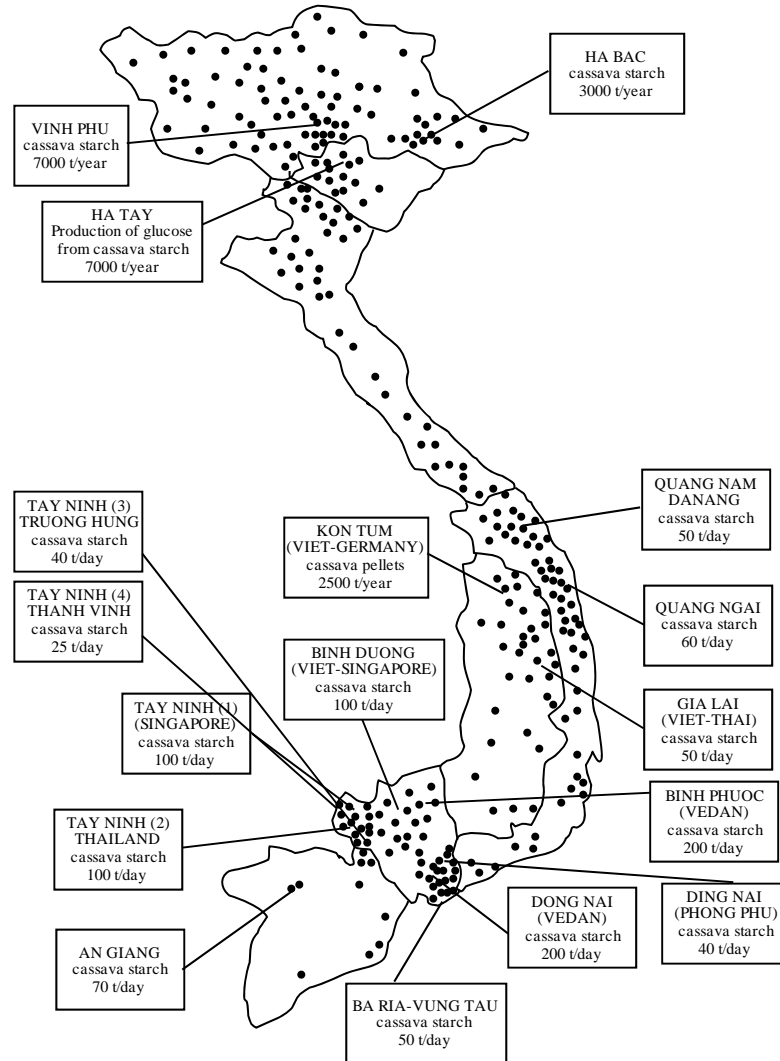 HA BAC
cassava starch
3000 t/year
VINH PHU
cassava starch
7000 t/year
HA TAY
Production of glucose
from cassava starch
7000 t/year
TAY NINH (3)
TRUONG HUNG
cassava starch
40 t/day
TAY NINH (4)
THANH VINH
cassava starch
25 t/day
TAY NINH (1)
(SINGAPORE)
cassava starch
100 t/day
TAY NINH (2)
THAILAND
cassava starch
100 t/day
AN GIANG
cassava starch
70 t/day
KON TUM
(VIET-GERMANY)
cassava pellets
2500 t/year
BINH DUONG
(VIET-SINGAPORE)
cassava starch
100 t/day
QUANG NAM
DANANG
cassava starch
50 t/day
QUANG NGAI
cassava starch
60 t/day
GIA LAI
(VIET-THAI)
cassava starch
50 t/day
BINH PHUOC
(VEDAN)
cassava starch
200 t/day
DING NAI
(PHONG PHU)
cassava starch
40 t/day
DONG NAI
(VEDAN)
cassava starch
200 t/day
BA RIA-VUNG TAU
cassava starch
50 t/day